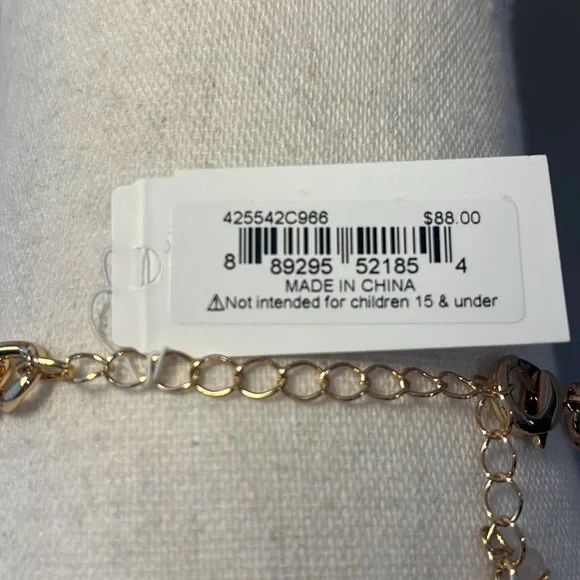 425542C966 $88.00
8 89295 52185 4
MADE IN CHINA
⚠Not intended for children 15 & under